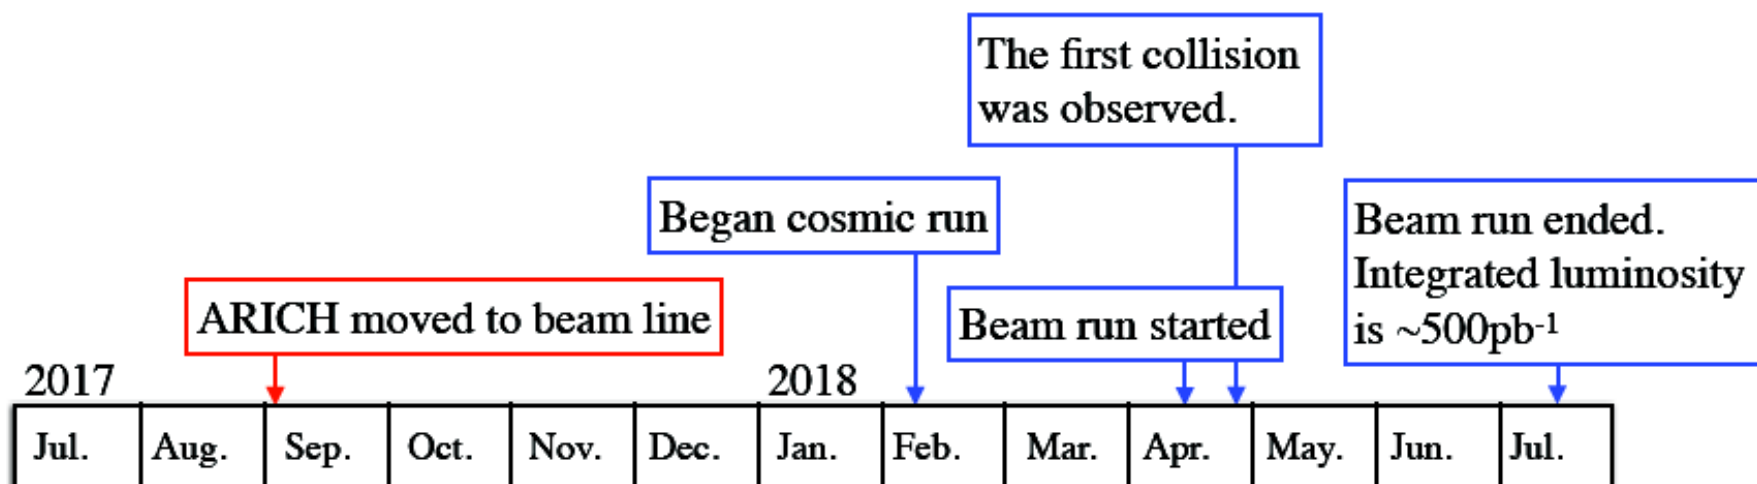 The first collision
was observed.
Began cosmic run
Beam run ended.
Integrated luminosity
is ~500pb⁻¹
ARICH moved to beam line
Beam run started
2017
2018
Jul. Aug. Sep. Oct. Nov. Dec. Jan. Feb. Mar. Apr. May. Jun. Jul.